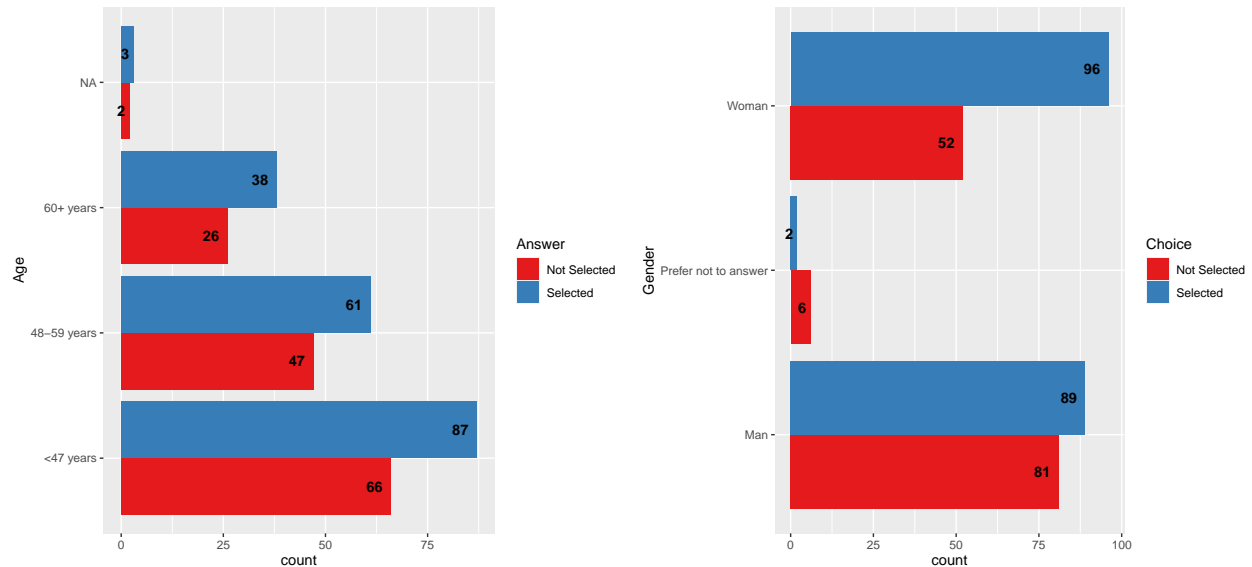 Age
NA
60+ years
48–59 years
<47 years
3
2
38
26
61
47
87
66
0 25 50 75
count
Answer
Not Selected
Selected
Gender
Woman
Prefer not to answer
Man
96
52
2
6
89
81
0 25 50 75 100
count
Choice
Not Selected
Selected